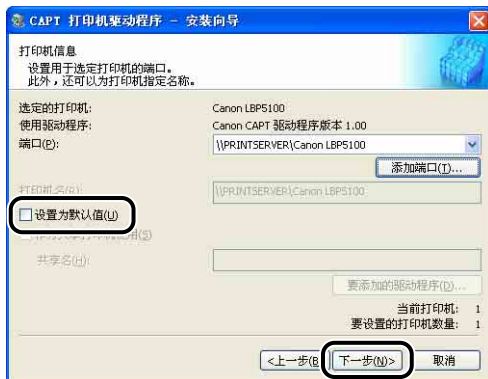 CAPT 打印机驱动程序 - 安装向导
打印机信息
设置用于选定打印机的端口。
此外，还可以为打印机指定名称。
选定的打印机: Canon LBP5100
使用驱动程序: Canon CAPT 驱动程序版本 1.00
端口(P): \\PRINTSERVER\Canon LBP5100
添加端口(T)...
打印机名(R): \\PRINTSERVER\Canon LBP5100
设置为默认值(U)
共享名(H):
要添加的驱动程序(D)...
当前打印机: 1
要设置的打印机数量: 1
<上一步(B 下一步(N)> 取消